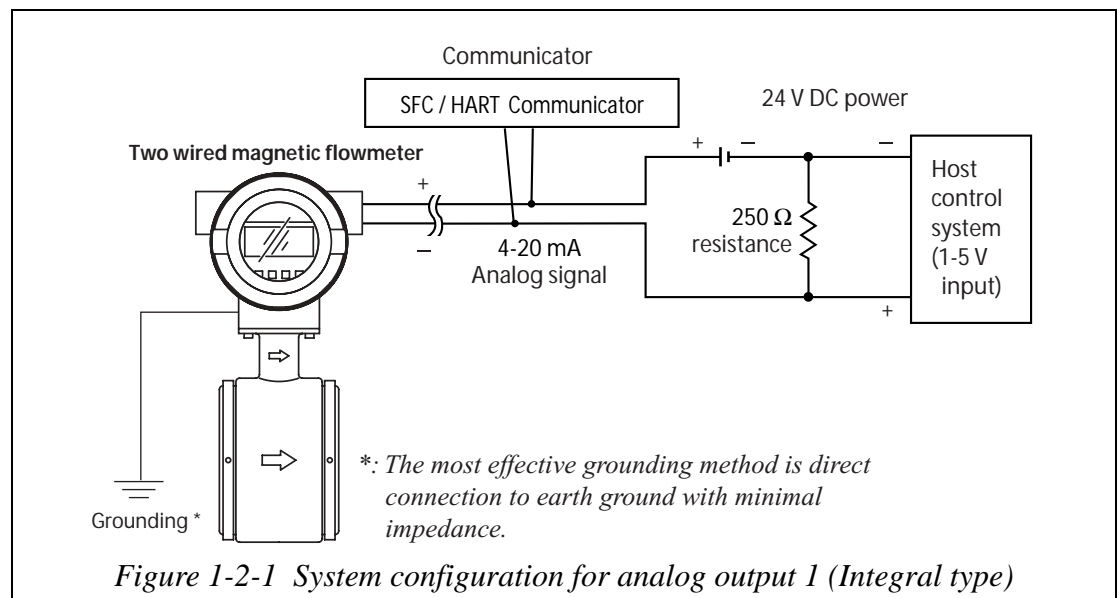 Communicator
SFC / HART Communicator
24 V DC power
Two wired magnetic flowmeter
+
–
+
–
–
+
4-20 mA
Analog signal
250 Ω
resistance
Host
control
system
(1-5 V
input)
Grounding *
*: The most effective grounding method is direct
connection to earth ground with minimal
impedance.
Figure 1-2-1 System configuration for analog output 1 (Integral type)